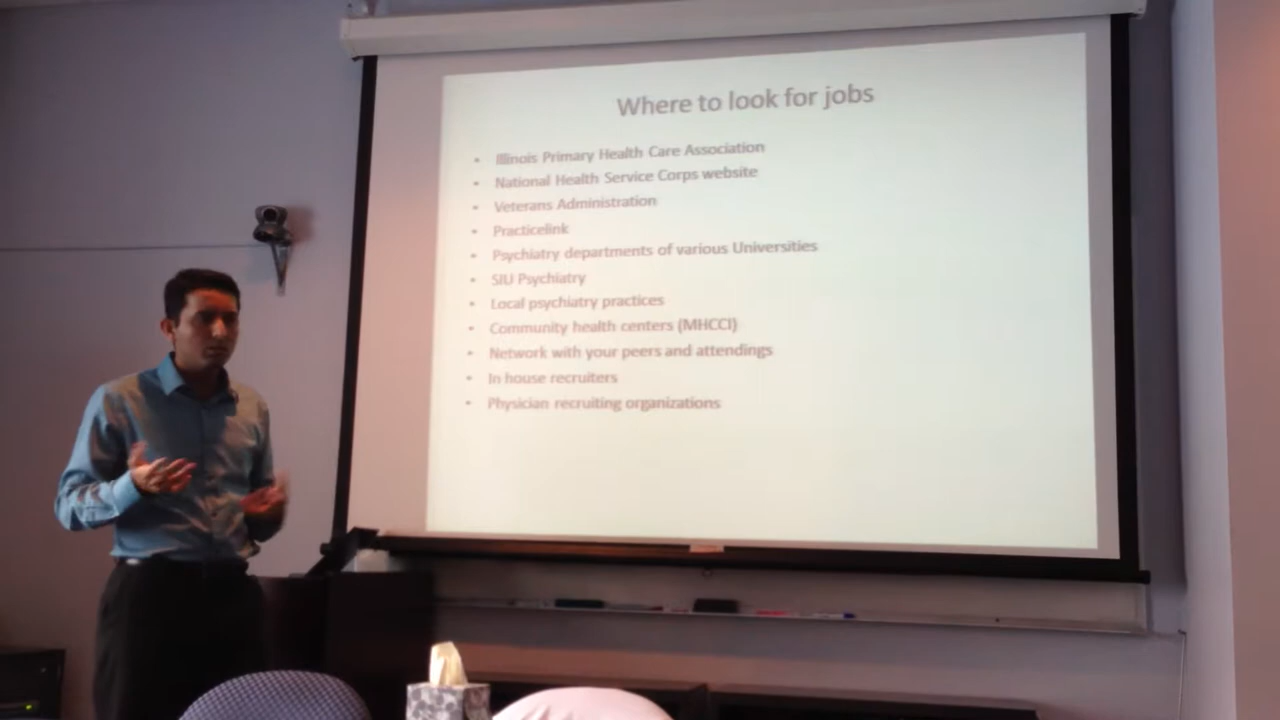 Where to look for jobs
• Illinois Primary Health Care Association
• National Health Service Corps website
• Veterans Administration
• Practicelink
• Psychiatry departments of various Universities
• SIU Psychiatry
• Local psychiatry practices
• Community health centers (MHCCI)
• Network with your peers and attendings
• In house recruiters
• Physician recruiting organizations